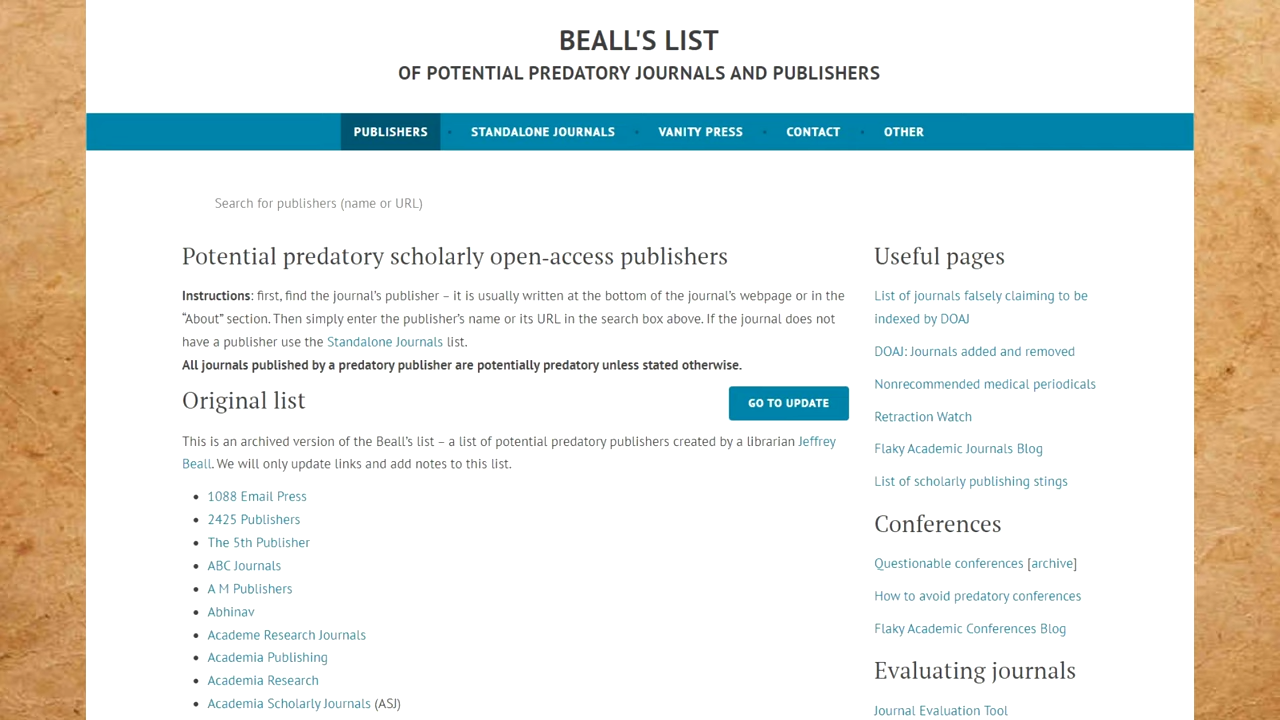 BEALL'S LIST
OF POTENTIAL PREDATORY JOURNALS AND PUBLISHERS
PUBLISHERS
STANDALONE JOURNALS
VANITY PRESS
CONTACT
OTHER
Search for publishers (name or URL)
Potential predatory scholarly open-access publishers
Instructions: first, find the journal's publisher – it is usually written at the bottom of the journal's webpage or in the
“About” section. Then simply enter the publisher's name or its URL in the search box above. If the journal does not
have a publisher use the Standalone Journals list.
All journals published by a predatory publisher are potentially predatory unless stated otherwise.
Original list
GO TO UPDATE
This is an archived version of the Beall's list – a list of potential predatory publishers created by a librarian Jeffrey
Beall. We will only update links and add notes to this list.
• 1088 Email Press
• 2425 Publishers
• The 5th Publisher
• ABC Journals
• A M Publishers
• Abhinav
• Academe Research Journals
• Academia Publishing
• Academia Research
• Academia Scholarly Journals (ASJ)
Useful pages
List of journals falsely claiming to be
indexed by DOAJ
DOAJ: Journals added and removed
Nonrecommended medical periodicals
Retraction Watch
Flaky Academic Journals Blog
List of scholarly publishing stings
Conferences
Questionable conferences [archive]
How to avoid predatory conferences
Flaky Academic Conferences Blog
Evaluating journals
Journal Evaluation Tool